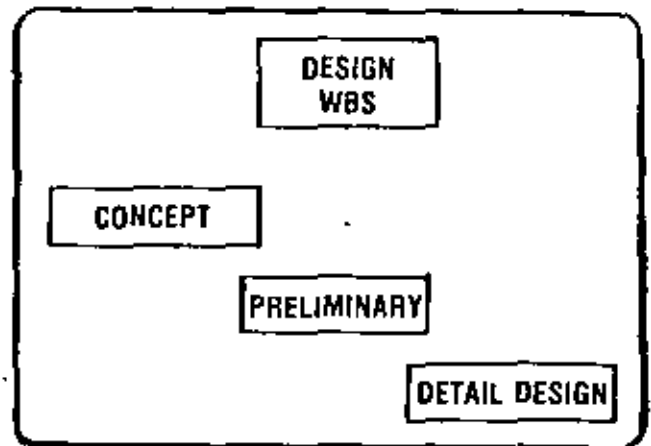 DESIGN
WBS
CONCEPT
PRELIMINARY
DETAIL DESIGN